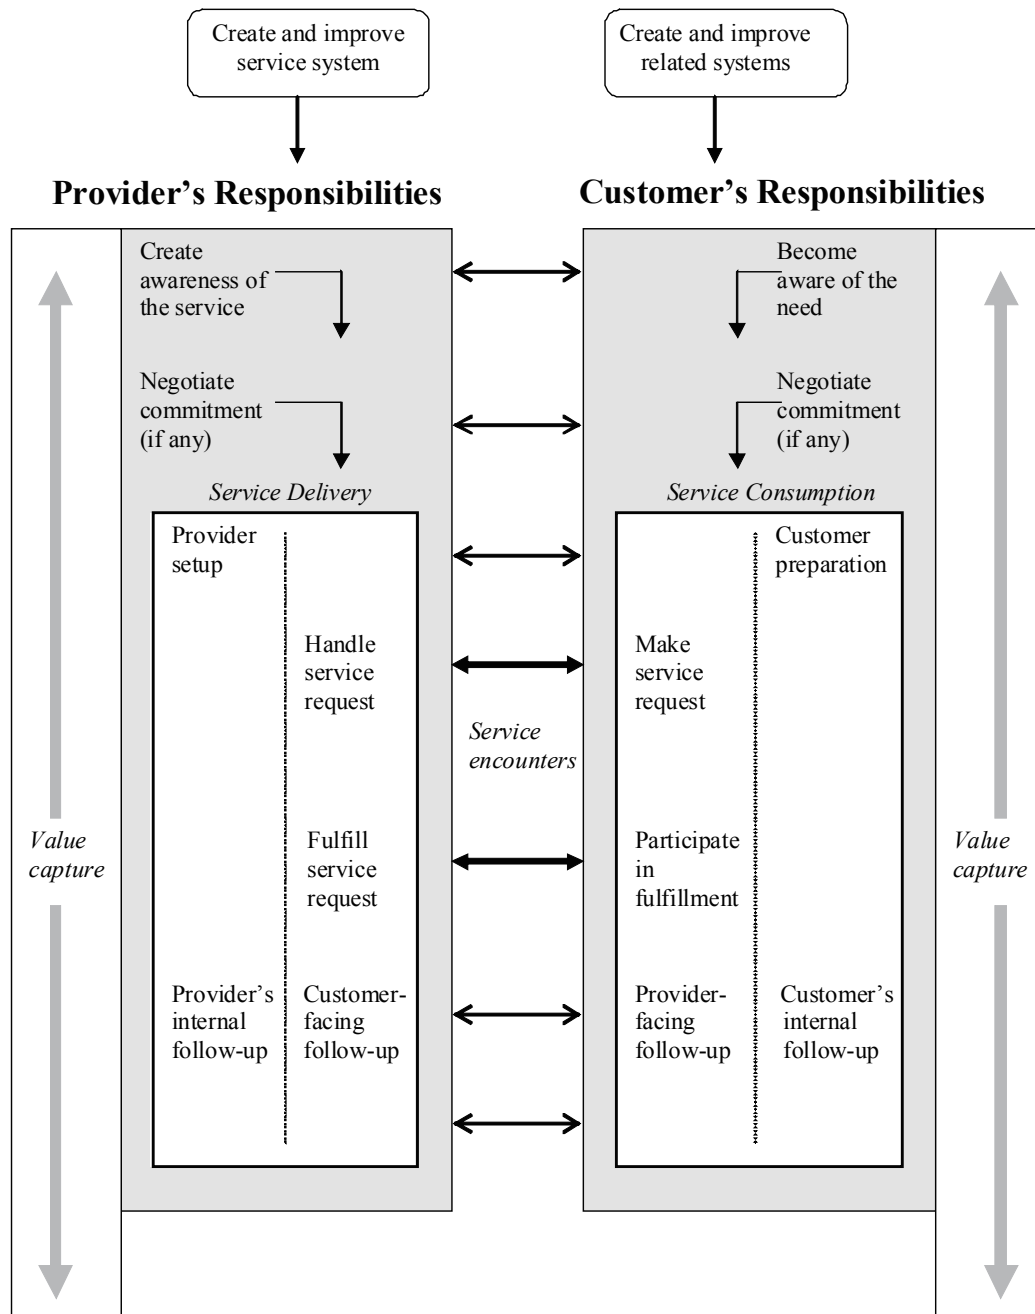 Create and improve
service system
Create and improve
related systems
Provider’s Responsibilities
Customer’s Responsibilities
Create
awareness of
the service
Become
aware of the
need
Negotiate
commitment
(if any)
Negotiate
commitment
(if any)
Service Delivery
Service Consumption
Provider
setup
Customer
preparation
Handle
service
request
Make
service
request
Service
encounters
Value
capture
Fulfill
service
request
Participate
in
fulfillment
Value
capture
Provider’s
internal
follow-up
Customer-
facing
follow-up
Provider-
facing
follow-up
Customer’s
internal
follow-up